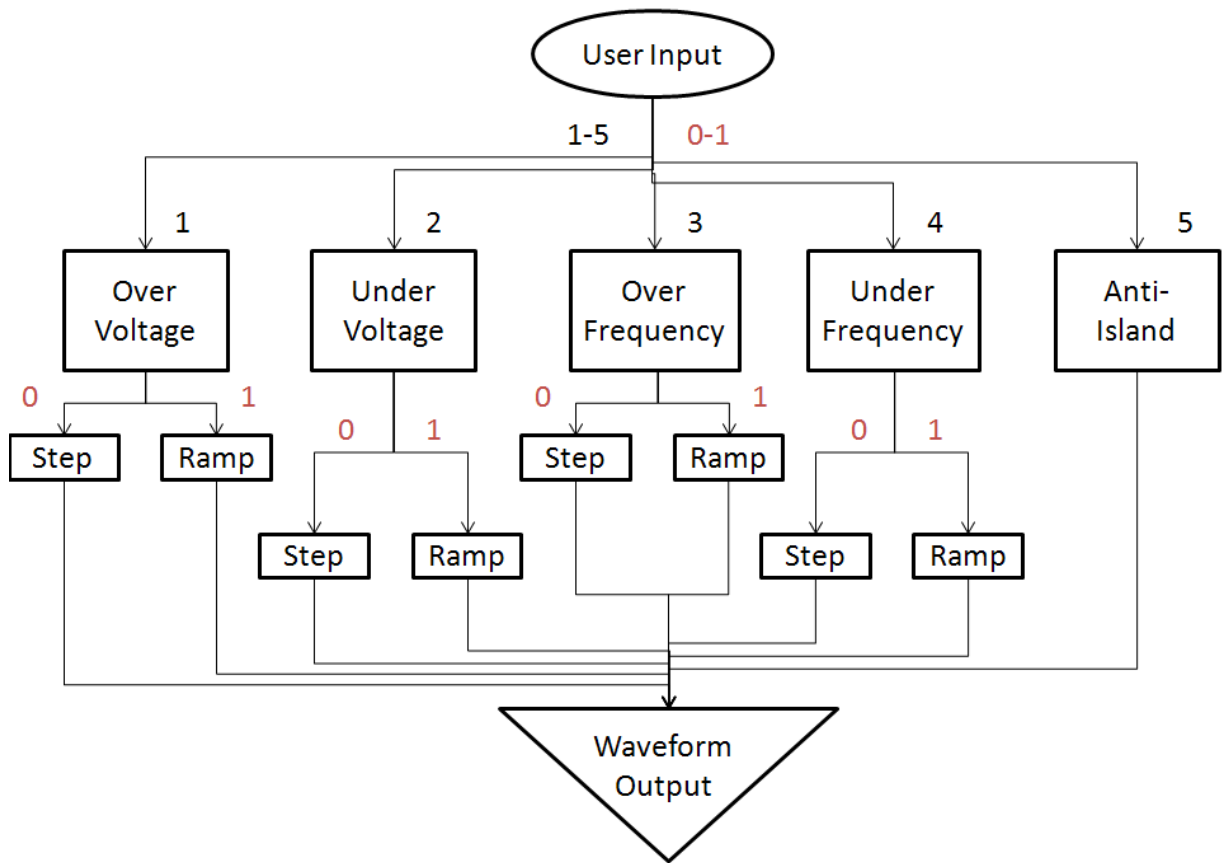 User Input
1-5 0-1
1 2 3 4 5
Over
Voltage
Under
Voltage
Over
Frequency
Under
Frequency
Anti-
Island
0 1 0 1
0 1 0 1
Step Ramp Step Ramp
Step Ramp Step Ramp
Waveform
Output